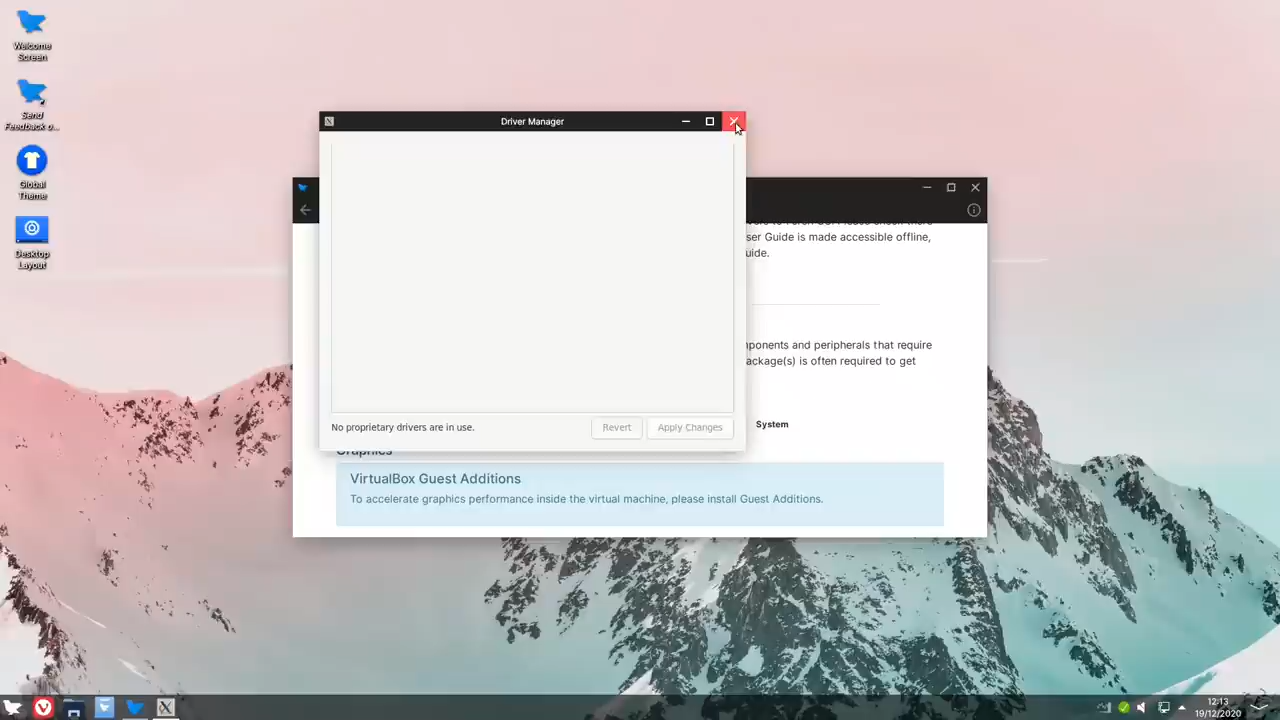 Welcome
Screen
Send
Feedback o...
Global
Theme
Desktop
Layout
Driver Manager
No proprietary drivers are in use.
Revert
Apply Changes
ser Guide is made accessible offline,
uide.
ponents and peripherals that require
ackage(s) is often required to get
System
Graphics
VirtualBox Guest Additions
To accelerate graphics performance inside the virtual machine, please install Guest Additions.
12:13
19/12/2020